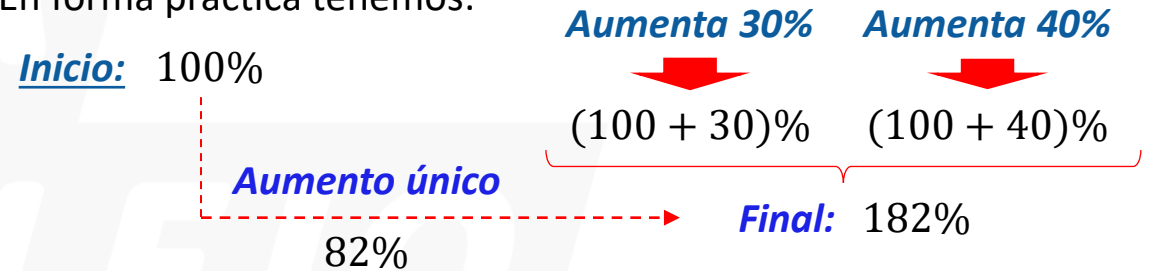 En forma práctica tenemos:
Aumenta 30% Aumenta 40%
Inicio: 100%
(100 + 30)% (100 + 40)%
Aumento único
Final: 182%
82%